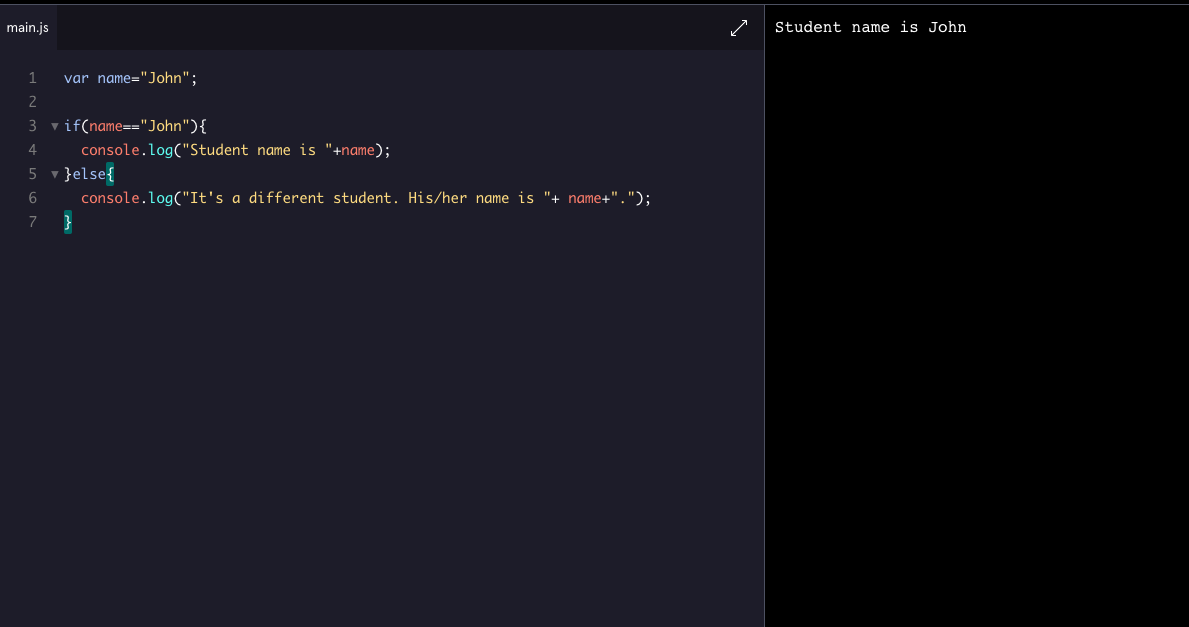 main.js
1 var name="John";
2
3 if(name=="John"){
4 console.log("Student name is "+name);
5 }else{
6 console.log("It's a different student. His/her name is "+ name+".");
7 }
Student name is John